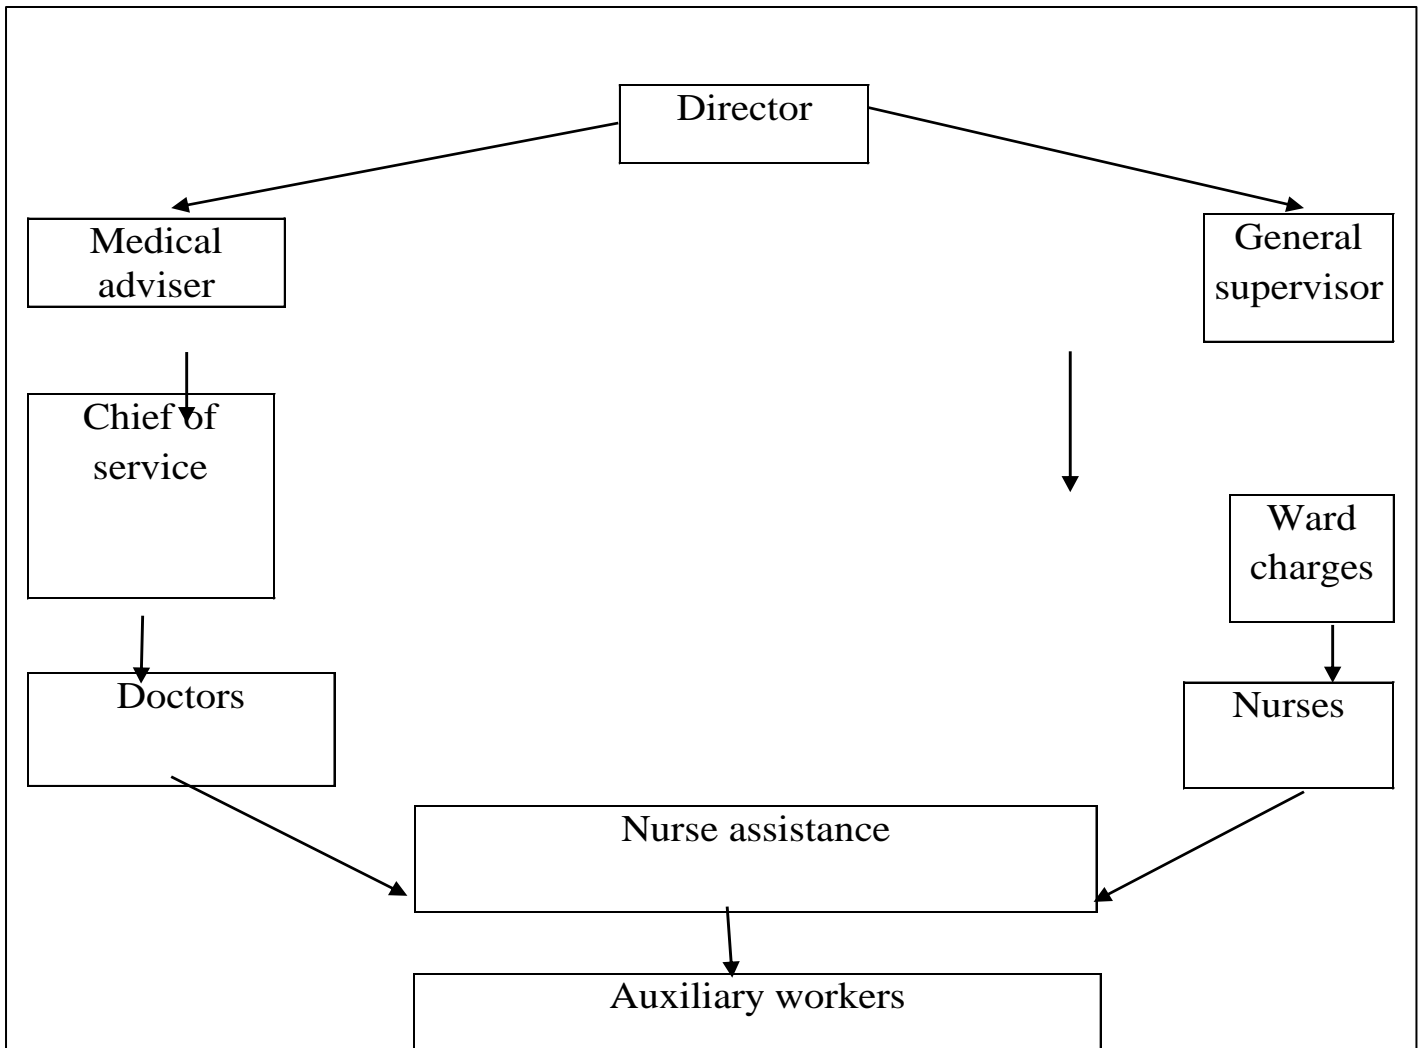 Director
Medical
adviser
General
supervisor
Chief of
service
Ward
charges
Doctors
Nurses
Nurse assistance
Auxiliary workers